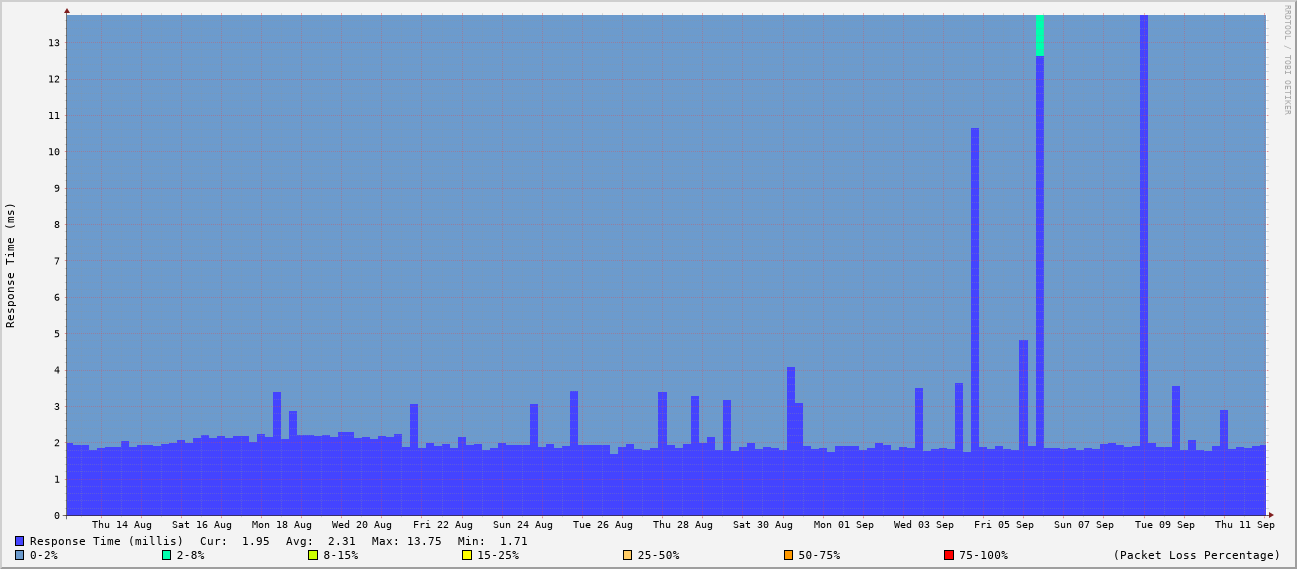 RRDTOOL / TOBI OETIKER
Response Time (ms)
13
12
11
10
9
8
7
6
5
4
3
2
1
0
Thu 14 Aug Sat 16 Aug Mon 18 Aug Wed 20 Aug Fri 22 Aug Sun 24 Aug Tue 26 Aug Thu 28 Aug Sat 30 Aug Mon 01 Sep Wed 03 Sep Fri 05 Sep Sun 07 Sep Tue 09 Sep Thu 11 Sep
Response Time (millis) Cur: 1.95 Avg: 2.31 Max: 13.75 Min: 1.71
0-2% 2-8% 8-15% 15-25% 25-50% 50-75% 75-100% (Packet Loss Percentage)